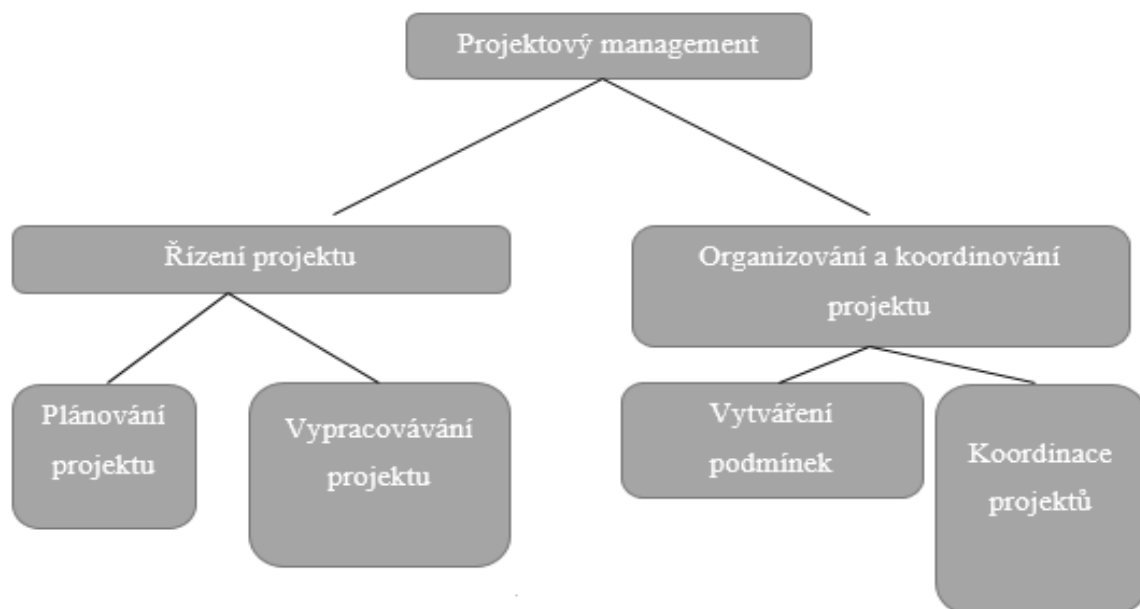 Projektový management
Řízení projektu
Organizování a koordinování
projektu
Plánování
projektu
Vypracovávání
projektu
Vytváření
podmínek
Koordinace
projektů